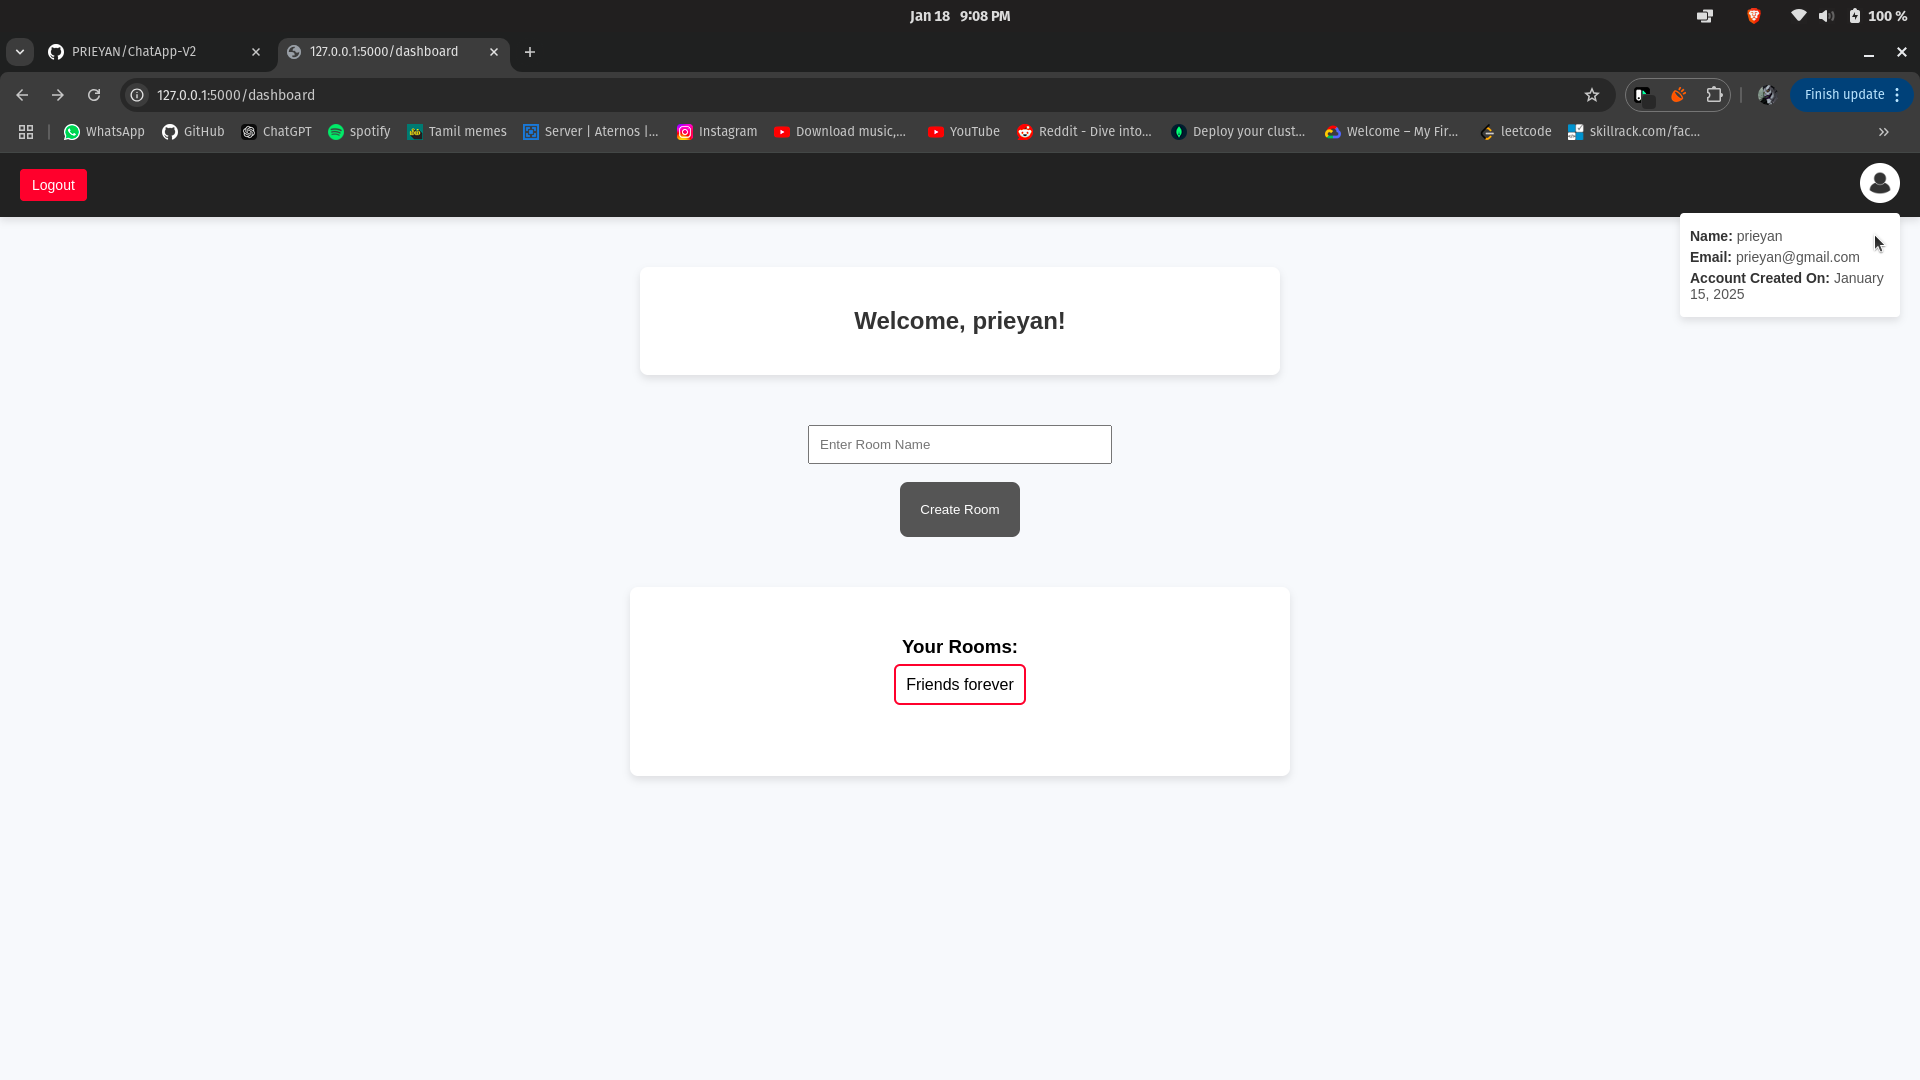 Jan 18 9:08 PM
100 %
PRIEYAN/ChatApp-V2
127.0.0.1:5000/dashboard
127.0.0.1:5000/dashboard
Finish update
WhatsApp
GitHub
ChatGPT
spotify
Tamil memes
Server | Aternos |...
Instagram
Download music,...
YouTube
Reddit - Dive into...
Deploy your clust...
Welcome – My Fir...
leetcode
skillrack.com/fac...
Logout
Name: prieyan
Email: prieyan@gmail.com
Account Created On: January
15, 2025
Welcome, prieyan!
Enter Room Name
Create Room
Your Rooms:
Friends forever